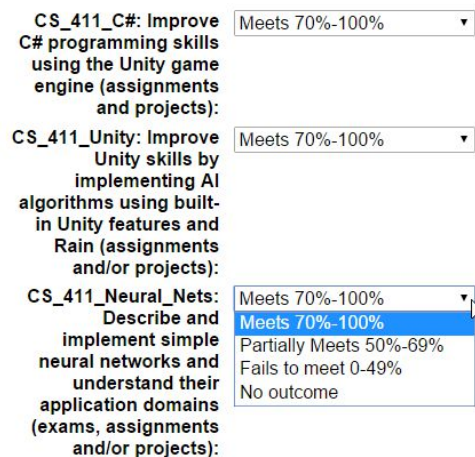 CS_411_C#: Improve
C# programming skills
using the Unity game
engine (assignments
and projects):
Meets 70%-100%
CS_411_Unity: Improve
Unity skills by
implementing AI
algorithms using built-
in Unity features and
Rain (assignments
and/or projects):
Meets 70%-100%
CS_411_Neural_Nets:
Describe and
implement simple
neural networks and
understand their
application domains
(exams, assignments
and/or projects):
Meets 70%-100%
Meets 70%-100%
Partially Meets 50%-69%
Fails to meet 0-49%
No outcome